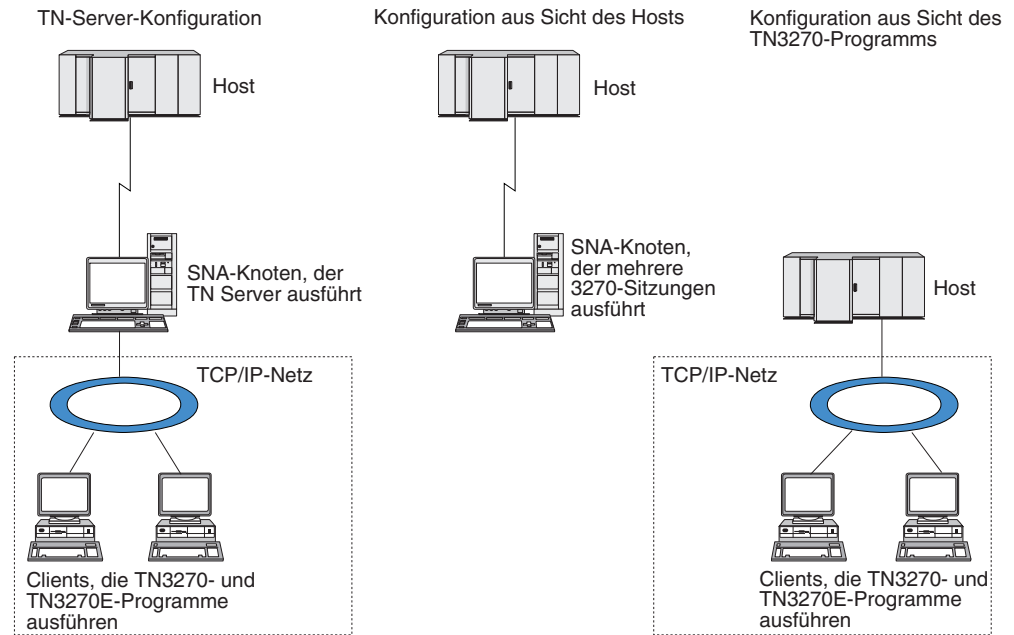 TN-Server-Konfiguration
Host
SNA-Knoten, der
TN Server ausführt
TCP/IP-Netz
Clients, die TN3270- und
TN3270E-Programme
ausführen
Konfiguration aus Sicht des Hosts
Host
SNA-Knoten,
der mehrere
3270-Sitzungen
ausführt
Konfiguration aus Sicht des
TN3270-Programms
Host
TCP/IP-Netz
Clients, die TN3270- und
TN3270E-Programme
ausführen